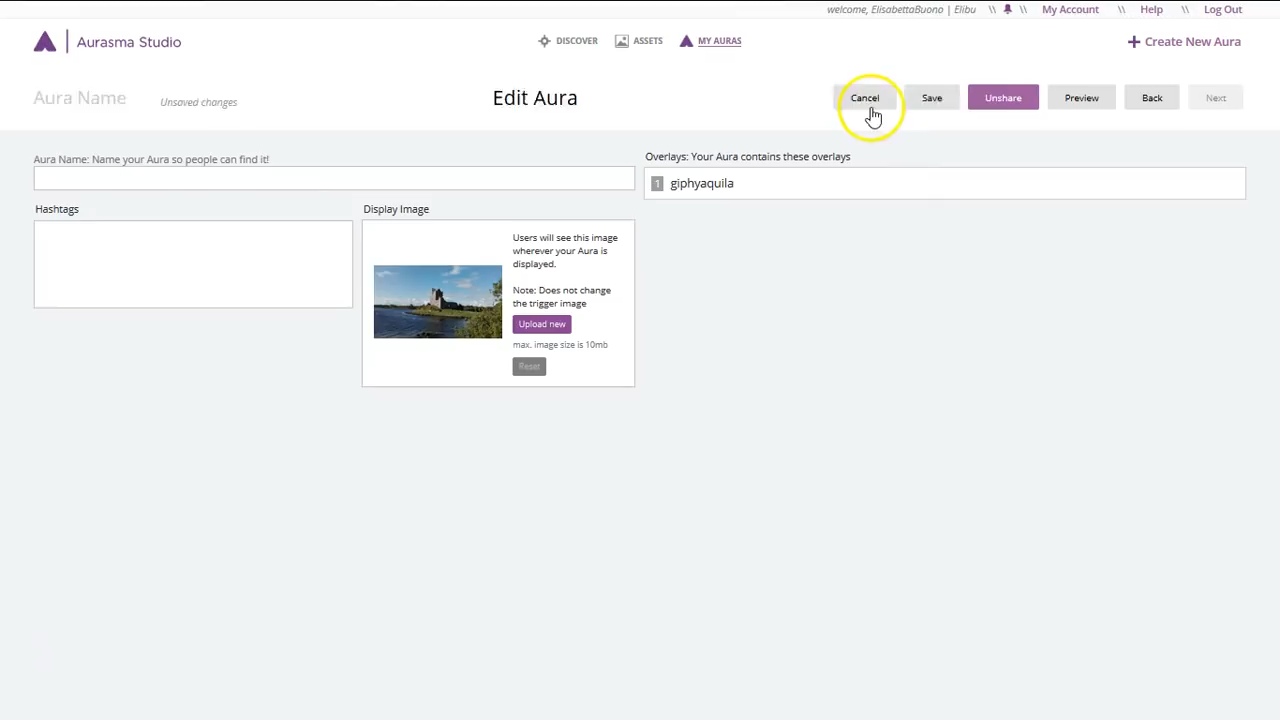 welcome, ElisabettaBuono | Elibu \\ \\ My Account \\ Help \\ Log Out
Aurasma Studio
DISCOVER
ASSETS
MY AURAS
+ Create New Aura
Aura Name
Unsaved changes
Edit Aura
Cancel
Save
Unshare
Preview
Back
Next
Aura Name: Name your Aura so people can find it!
Overlays: Your Aura contains these overlays
1 giphyaquila
Hashtags
Display Image
Users will see this image
wherever your Aura is
displayed.
Note: Does not change
the trigger image
Upload new
max. image size is 10mb
Reset